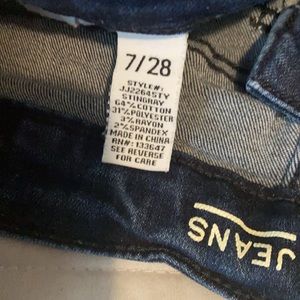 7/28
STYLE#:
JJ2264STY
STINGRAY
64%COTTON
31%POLYESTER
3%RAYON
2%SPANDEX
MADE IN CHINA
RN#: 133647
SEE REVERSE
FOR CARE
JEANS